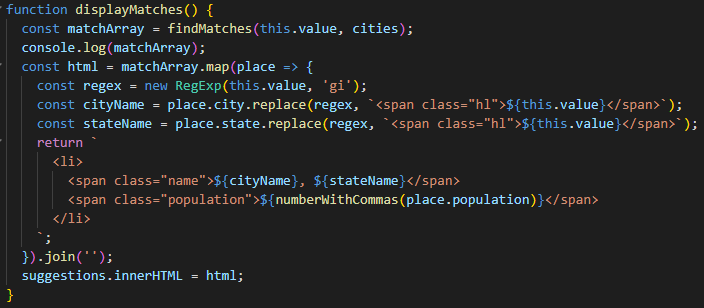 function displayMatches() {
  const matchArray = findMatches(this.value, cities);
  console.log(matchArray);
  const html = matchArray.map(place => {
    const regex = new RegExp(this.value, 'gi');
    const cityName = place.city.replace(regex, `<span class="hl">${this.value}</span>`);
    const stateName = place.state.replace(regex, `<span class="hl">${this.value}</span>`);
    return `
      <li>
        <span class="name">${cityName}, ${stateName}</span>
        <span class="population">${numberWithCommas(place.population)}</span>
      </li>
    `;
  }).join('');
  suggestions.innerHTML = html;
}